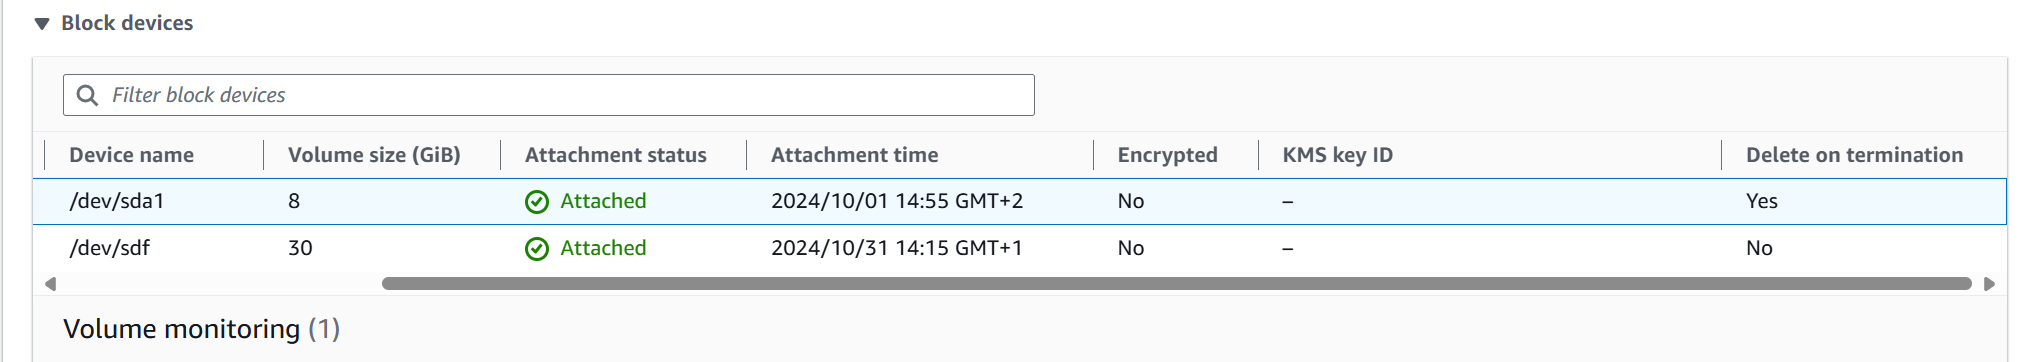 Block devices
Filter block devices
Device name Volume size (GiB) Attachment status Attachment time Encrypted KMS key ID Delete on termination
/dev/sda1 8 Attached 2024/10/01 14:55 GMT+2 No – Yes
/dev/sdf 30 Attached 2024/10/31 14:15 GMT+1 No – No
Volume monitoring (1)